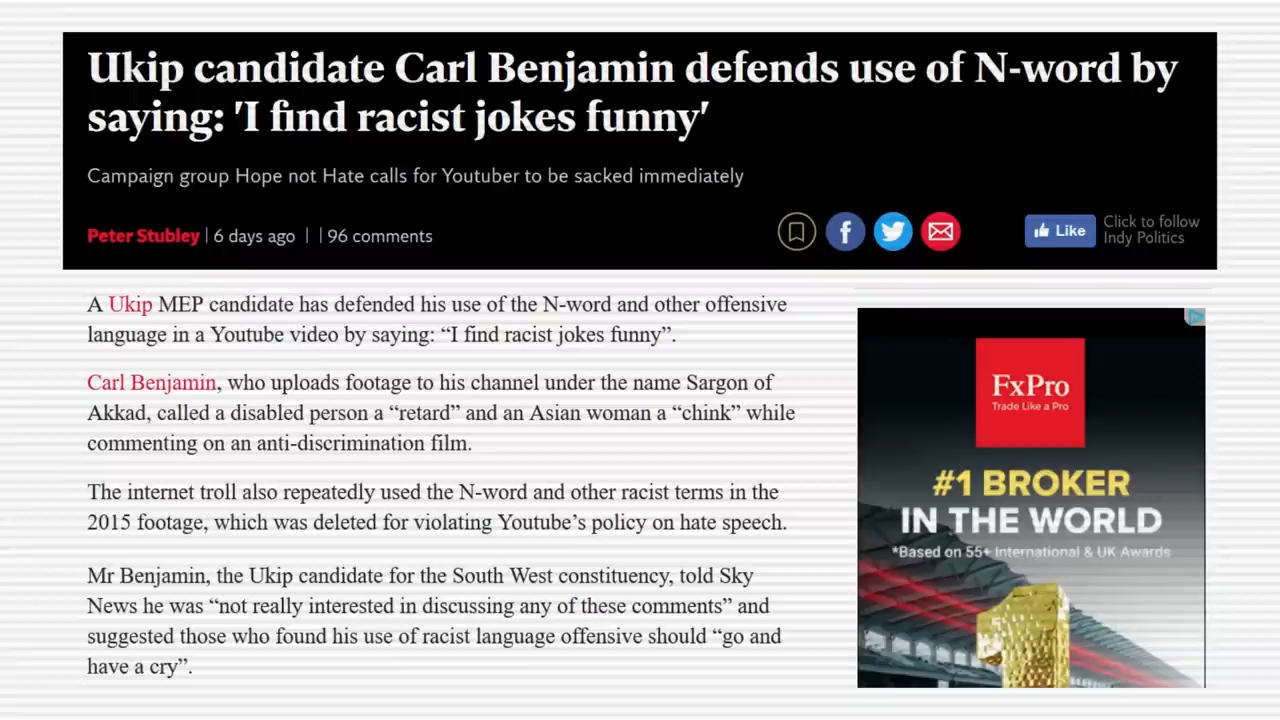 Ukip candidate Carl Benjamin defends use of N-word by
saying: 'I find racist jokes funny'
Campaign group Hope not Hate calls for Youtuber to be sacked immediately
Peter Stubley | 6 days ago | | 96 comments
Like
Click to follow
Indy Politics
A Ukip MEP candidate has defended his use of the N-word and other offensive
language in a Youtube video by saying: “I find racist jokes funny”.
Carl Benjamin, who uploads footage to his channel under the name Sargon of
Akkad, called a disabled person a “retard” and an Asian woman a “chink” while
commenting on an anti-discrimination film.
The internet troll also repeatedly used the N-word and other racist terms in the
2015 footage, which was deleted for violating Youtube’s policy on hate speech.
Mr Benjamin, the Ukip candidate for the South West constituency, told Sky
News he was “not really interested in discussing any of these comments” and
suggested those who found his use of racist language offensive should “go and
have a cry”.
FxPro
Trade Like a Pro
#1 BROKER
IN THE WORLD
*Based on 55+ International & UK Awards